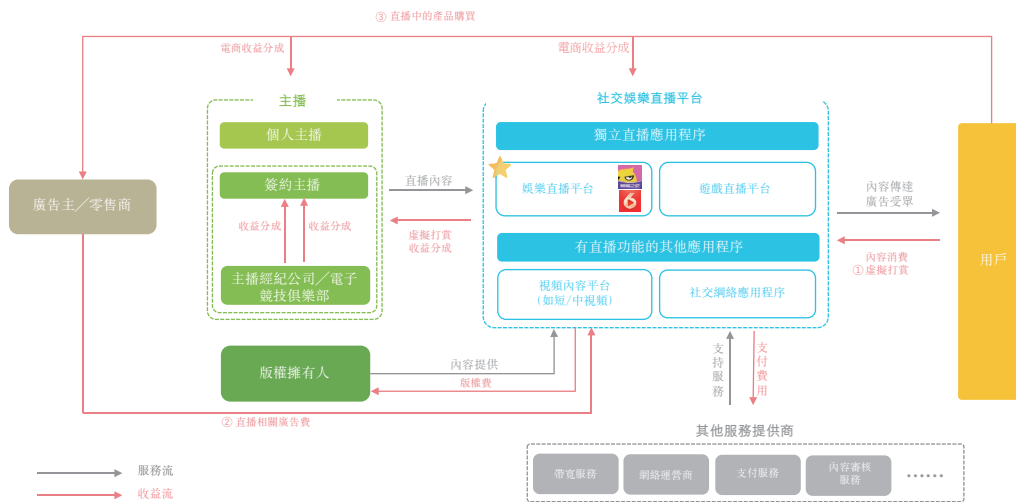 ③ 直播中的產品購買
電商收益分成
電商收益分成
主播
社交娛樂直播平台
個人主播
獨立直播應用程序
簽約主播
直播內容
娛樂直播平台
6
遊戲直播平台
內容傳達
廣告受眾
廣告主／零售商
收益分成
收益分成
虛擬打賞
收益分成
有直播功能的其他應用程序
內容消費
① 虛擬打賞
用戶
主播經紀公司／電子
競技俱樂部
視頻內容平台
(如短/中視頻)
社交網絡應用程序
版權擁有人
內容提供
版權費
支持服務
支付費用
② 直播相關廣告費
其他服務提供商
服務流
收益流
帶寬服務
網絡運營商
支付服務
內容審核
服務
……